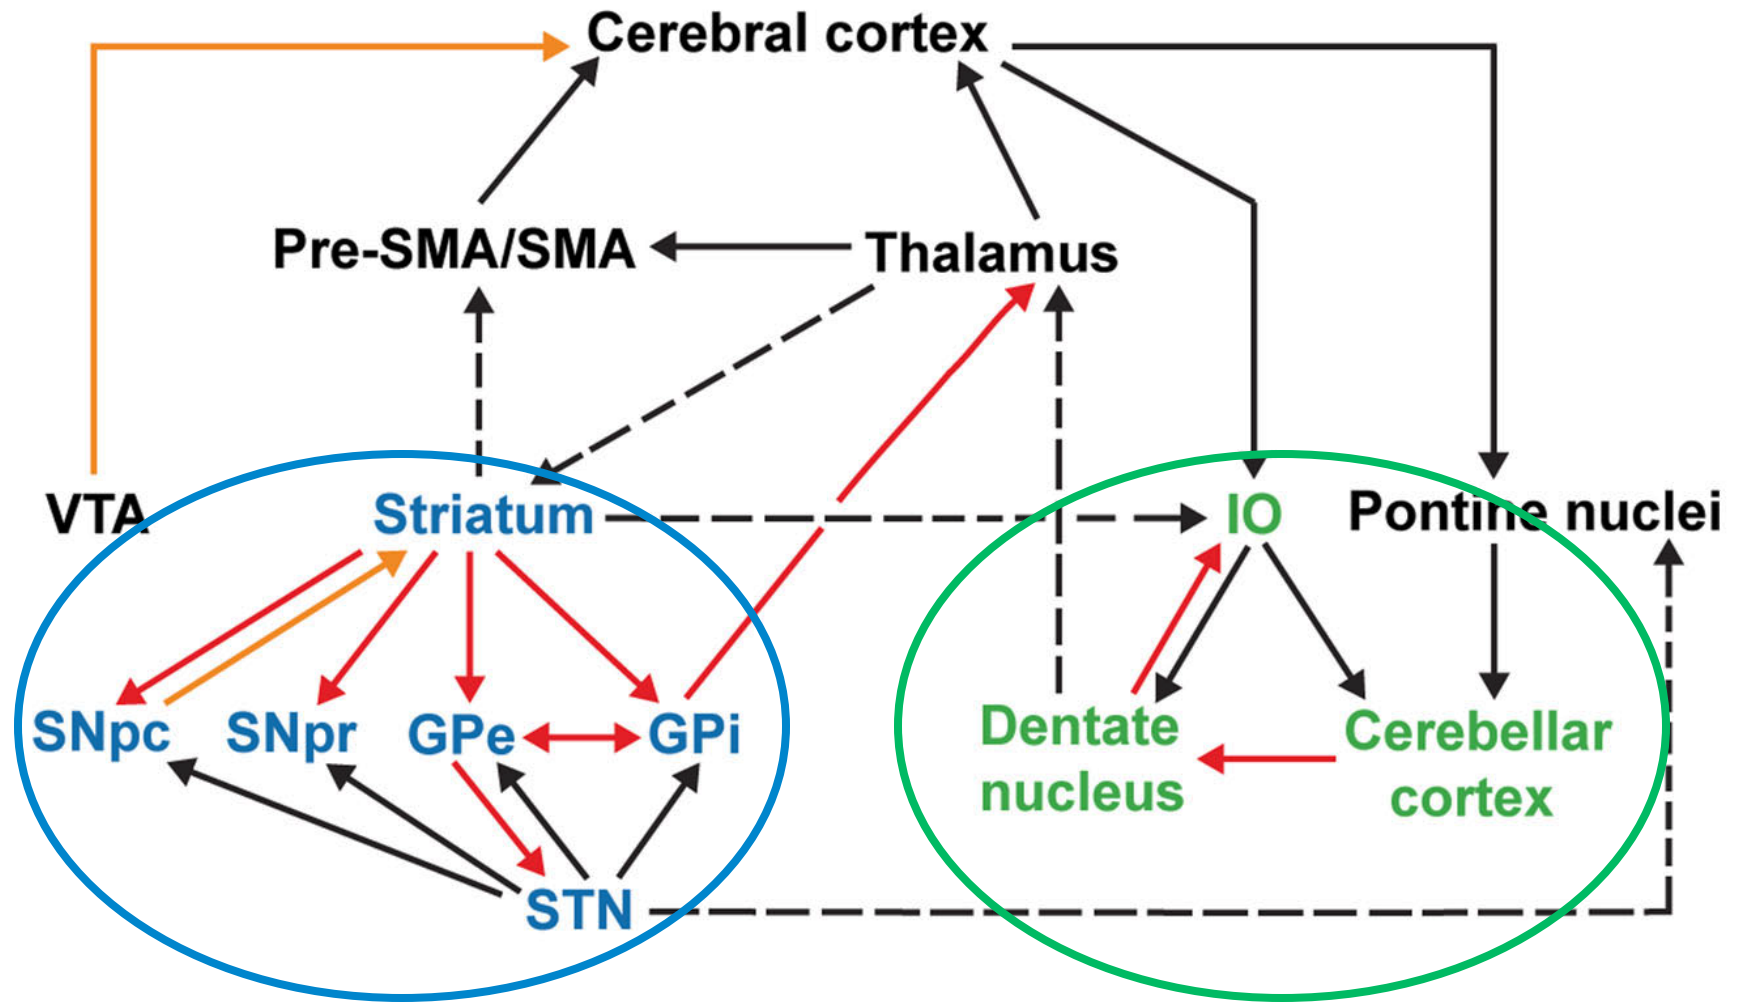 Cerebral cortex
Pre-SMA/SMA
Thalamus
VTA
Striatum
IO
Pontine nuclei
SNpc
SNpr
GPe
GPi
Dentate
nucleus
Cerebellar
cortex
STN